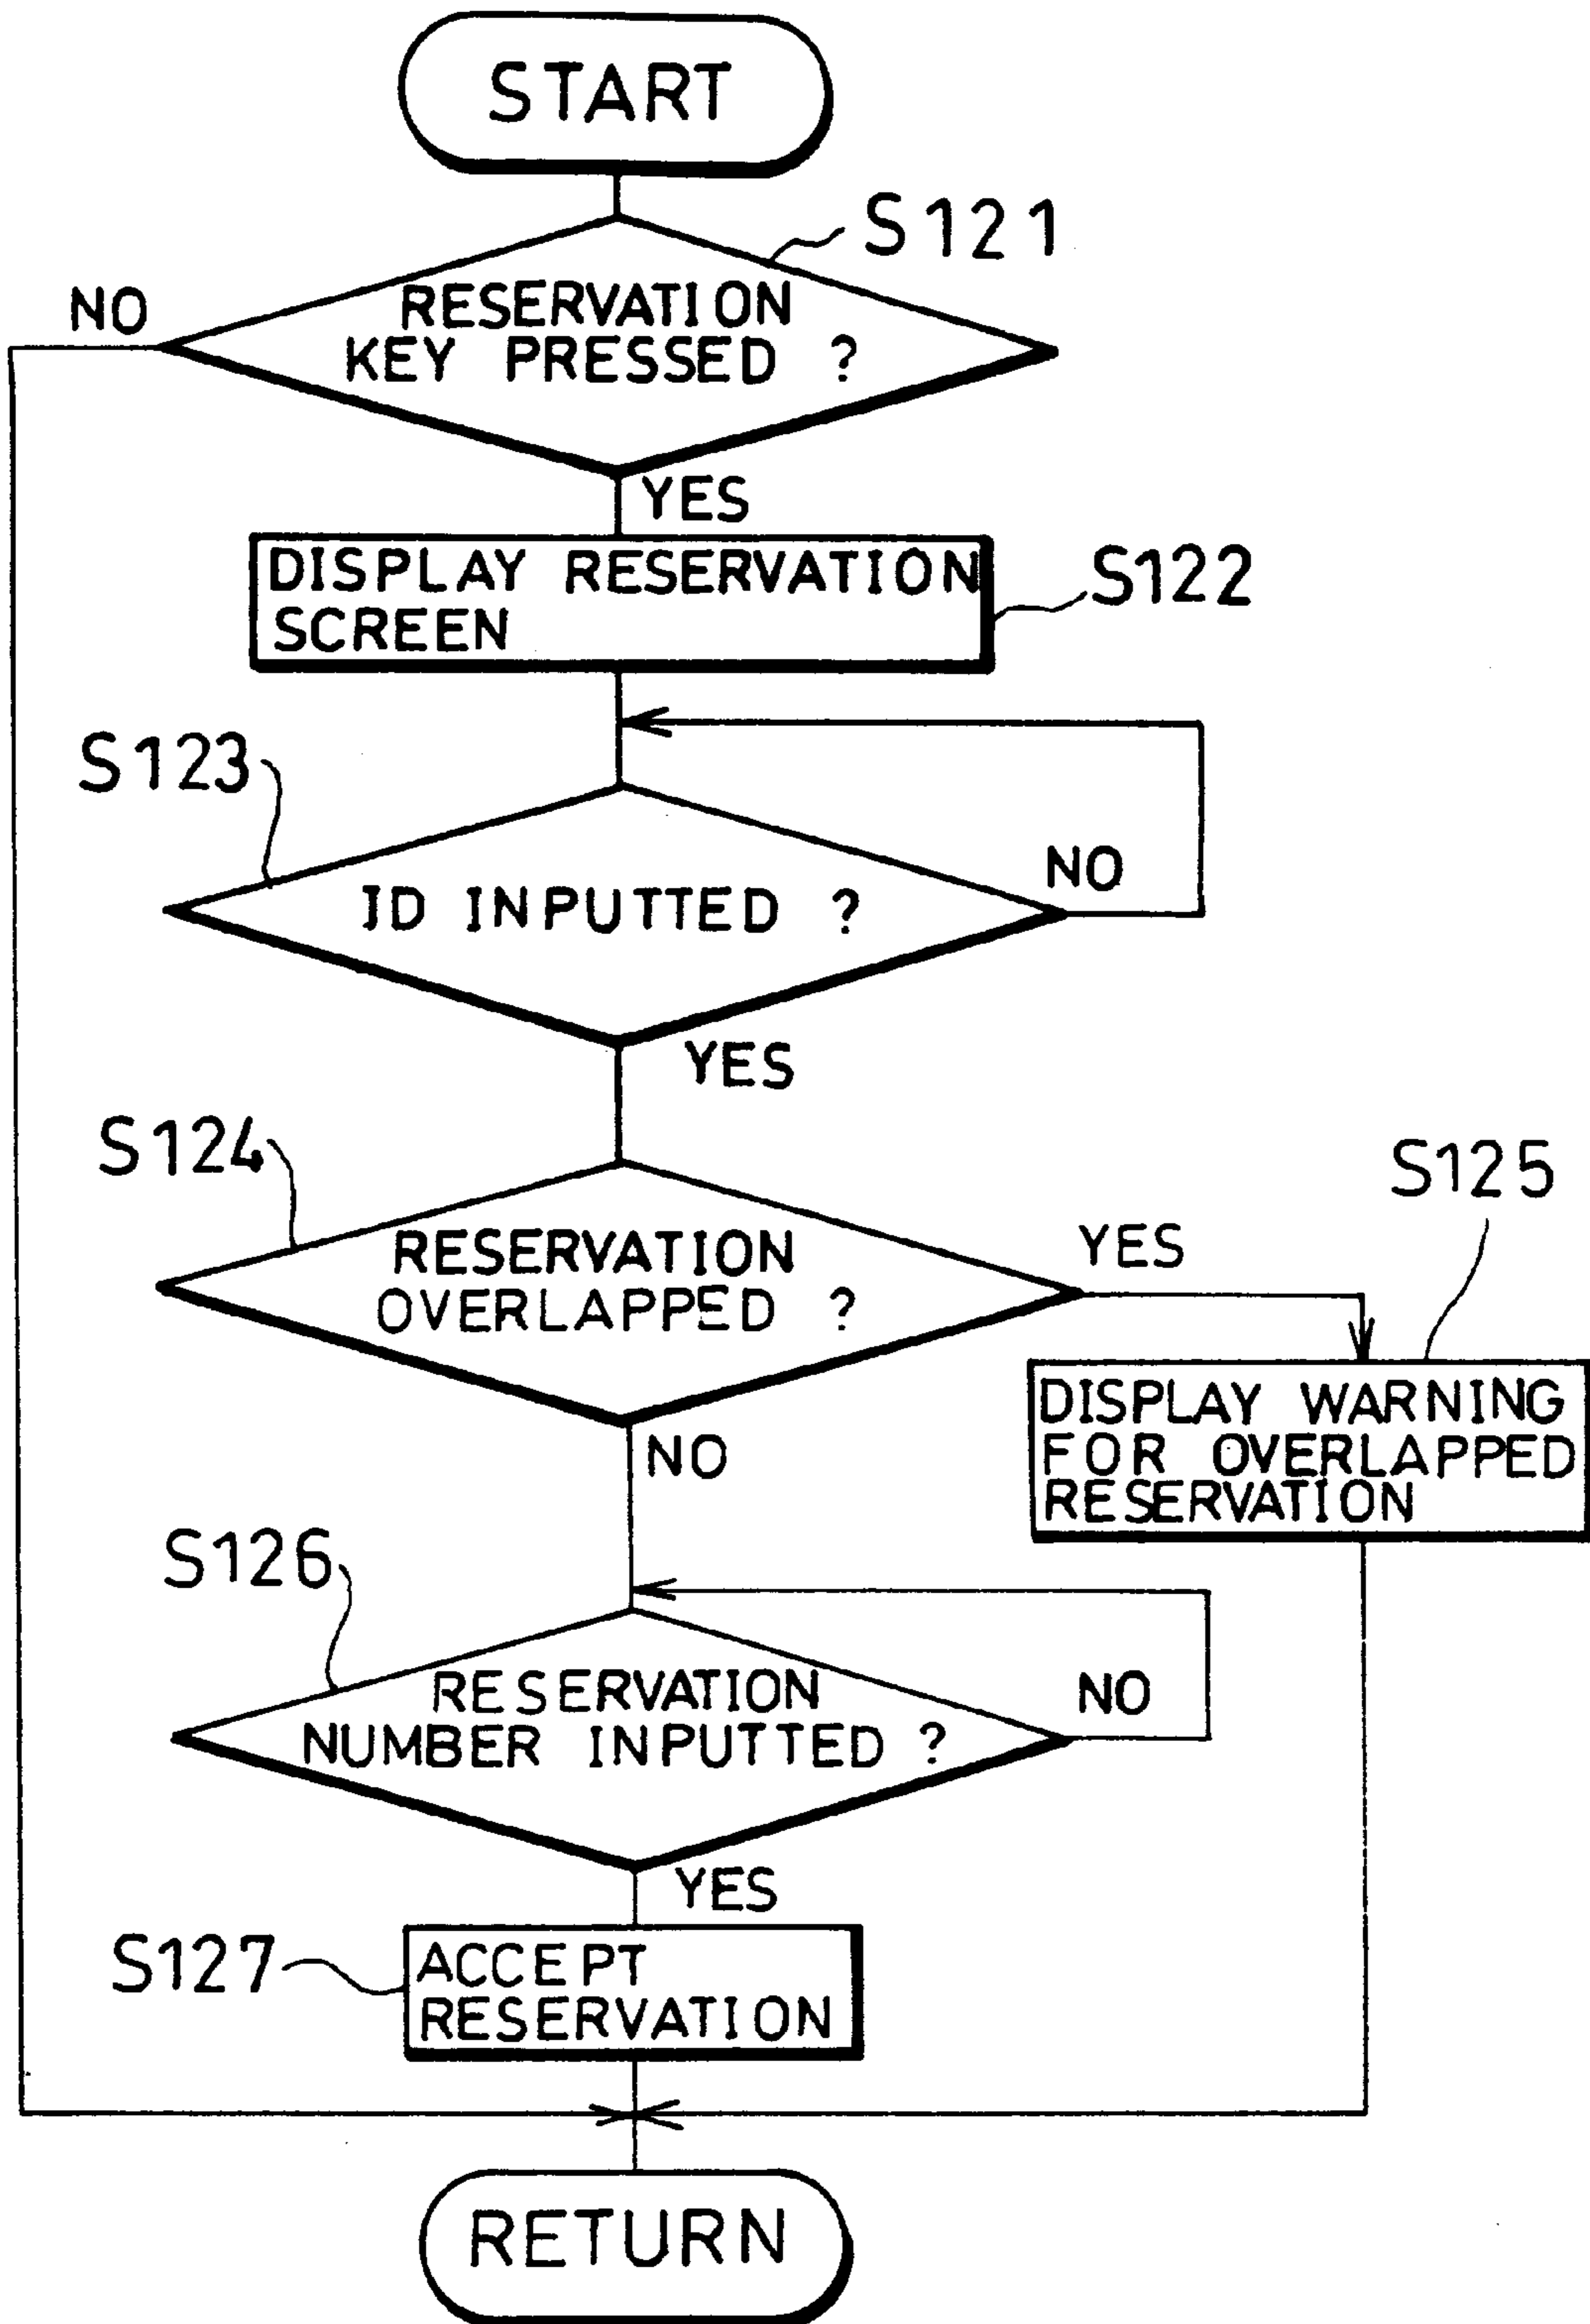 START
S121
NO
RESERVATION
KEY PRESSED ?
YES
DISPLAY RESERVATION
SCREEN
S122
S123
ID INPUTTED ?
NO
YES
S124
RESERVATION
OVERLAPPED ?
YES
S125
DISPLAY WARNING
FOR OVERLAPPED
RESERVATION
NO
S126
RESERVATION
NUMBER INPUTTED ?
NO
YES
S127
ACCEPT
RESERVATION
RETURN